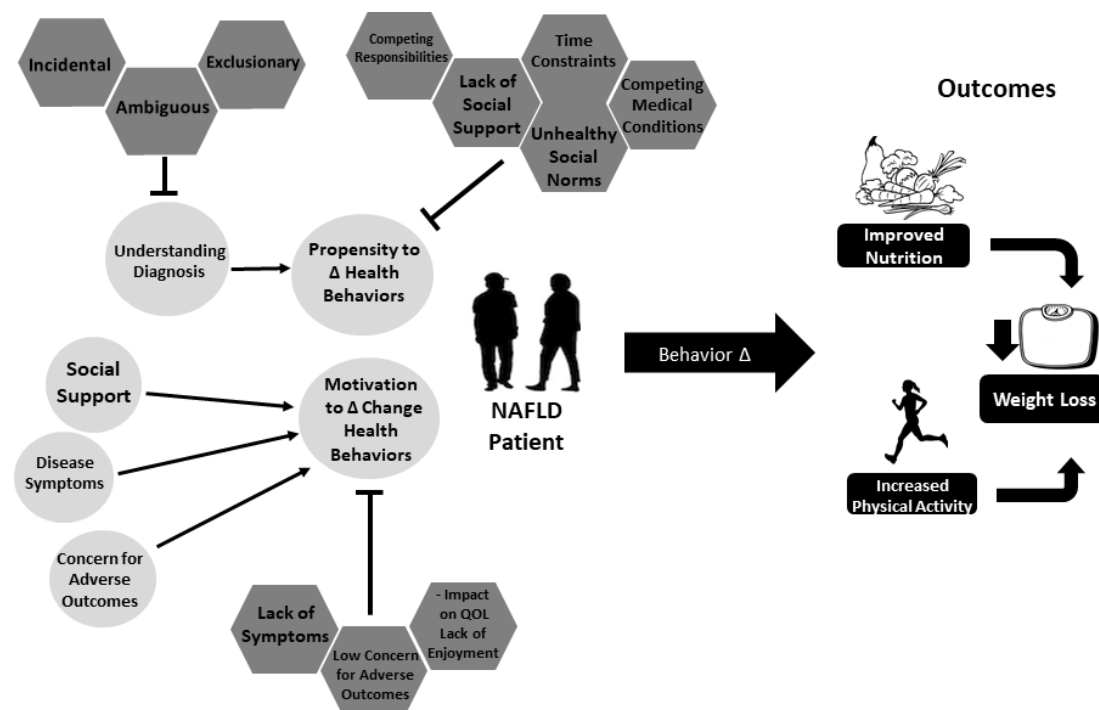 Incidental
Ambiguous
Exclusionary
Competing
Responsibilities
Lack of
Social
Support
Time
Constraints
Unhealthy
Social
Norms
Competing
Medical
Conditions
Understanding
Diagnosis
Propensity to
Δ Health
Behaviors
Social
Support
Disease
Symptoms
Concern for
Adverse
Outcomes
Motivation
to Δ Change
Health
Behaviors
Lack of
Symptoms
Low Concern
for Adverse
Outcomes
- Impact
on QOL
Lack of
Enjoyment
NAFLD
Patient
Behavior Δ
Outcomes
Improved
Nutrition
Weight Loss
Increased
Physical Activity